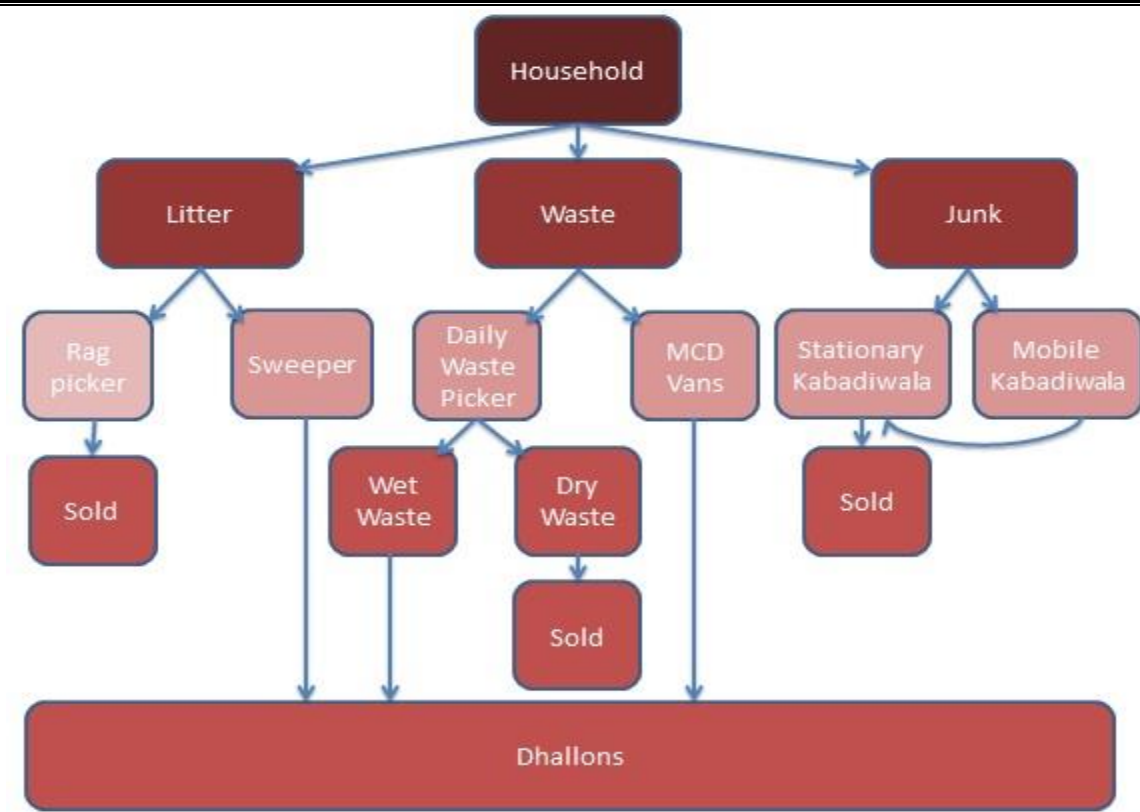 Household
Litter
Waste
Junk
Rag
picker
Sweeper
Daily
Waste
Picker
MCD
Vans
Stationary
Kabadiwala
Mobile
Kabadiwala
Sold
Wet
Waste
Dry
Waste
Sold
Sold
Dhallons